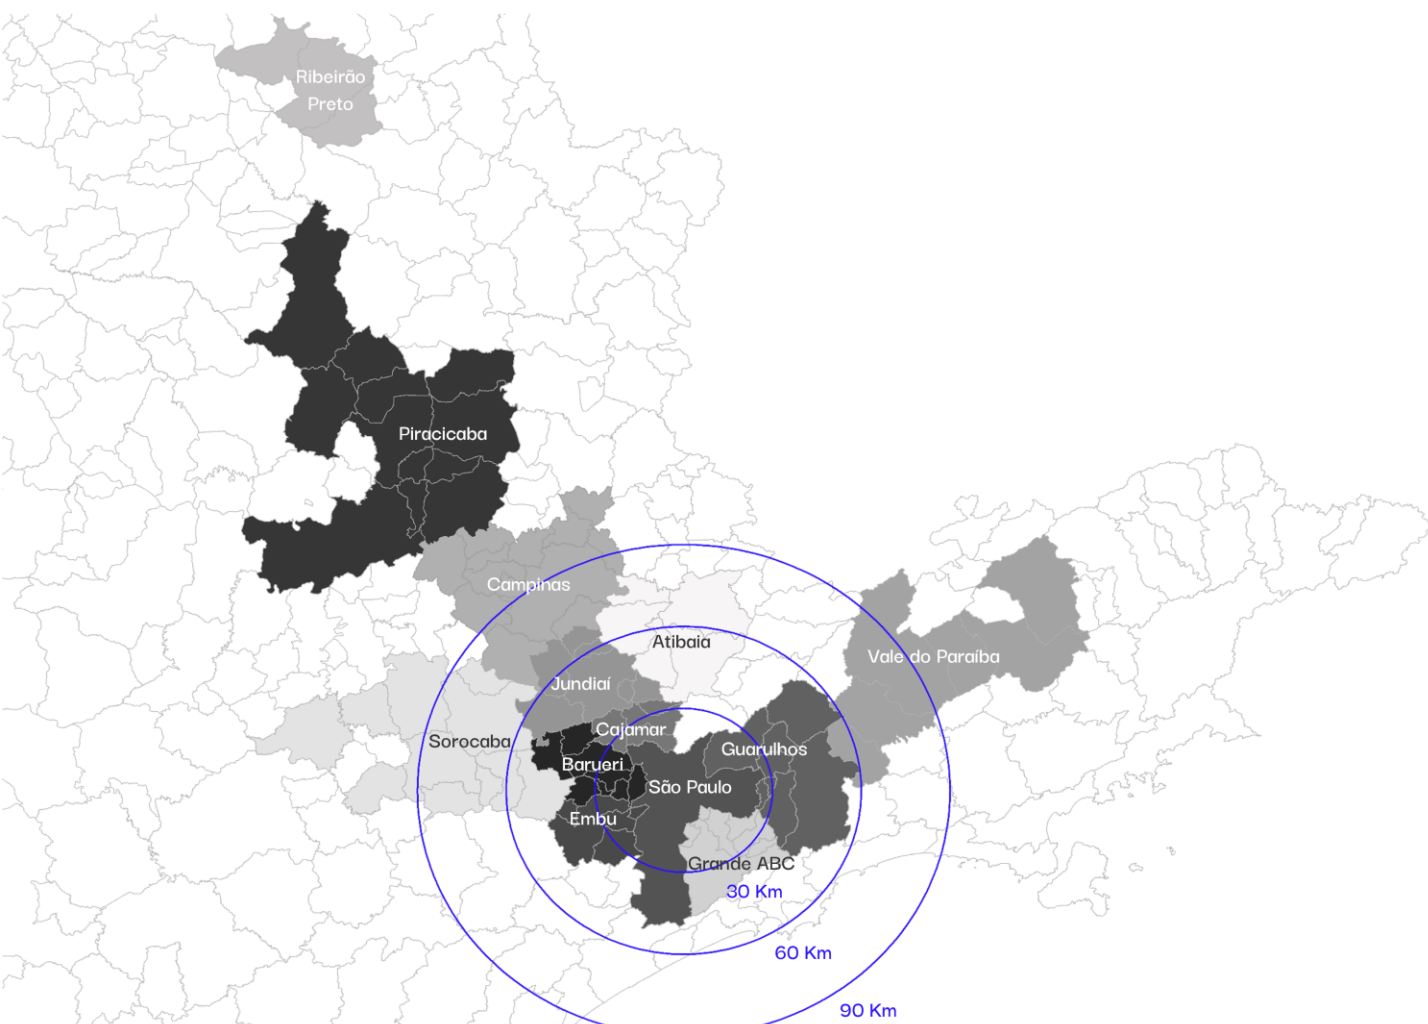 Ribeirão
Preto
Piracicaba
Campinas
Atibaia
Vale do Paraíba
Jundiaí
Cajamar
Sorocaba
Guarulhos
Barueri
São Paulo
Embu
Grande ABC
30 Km
60 Km
90 Km